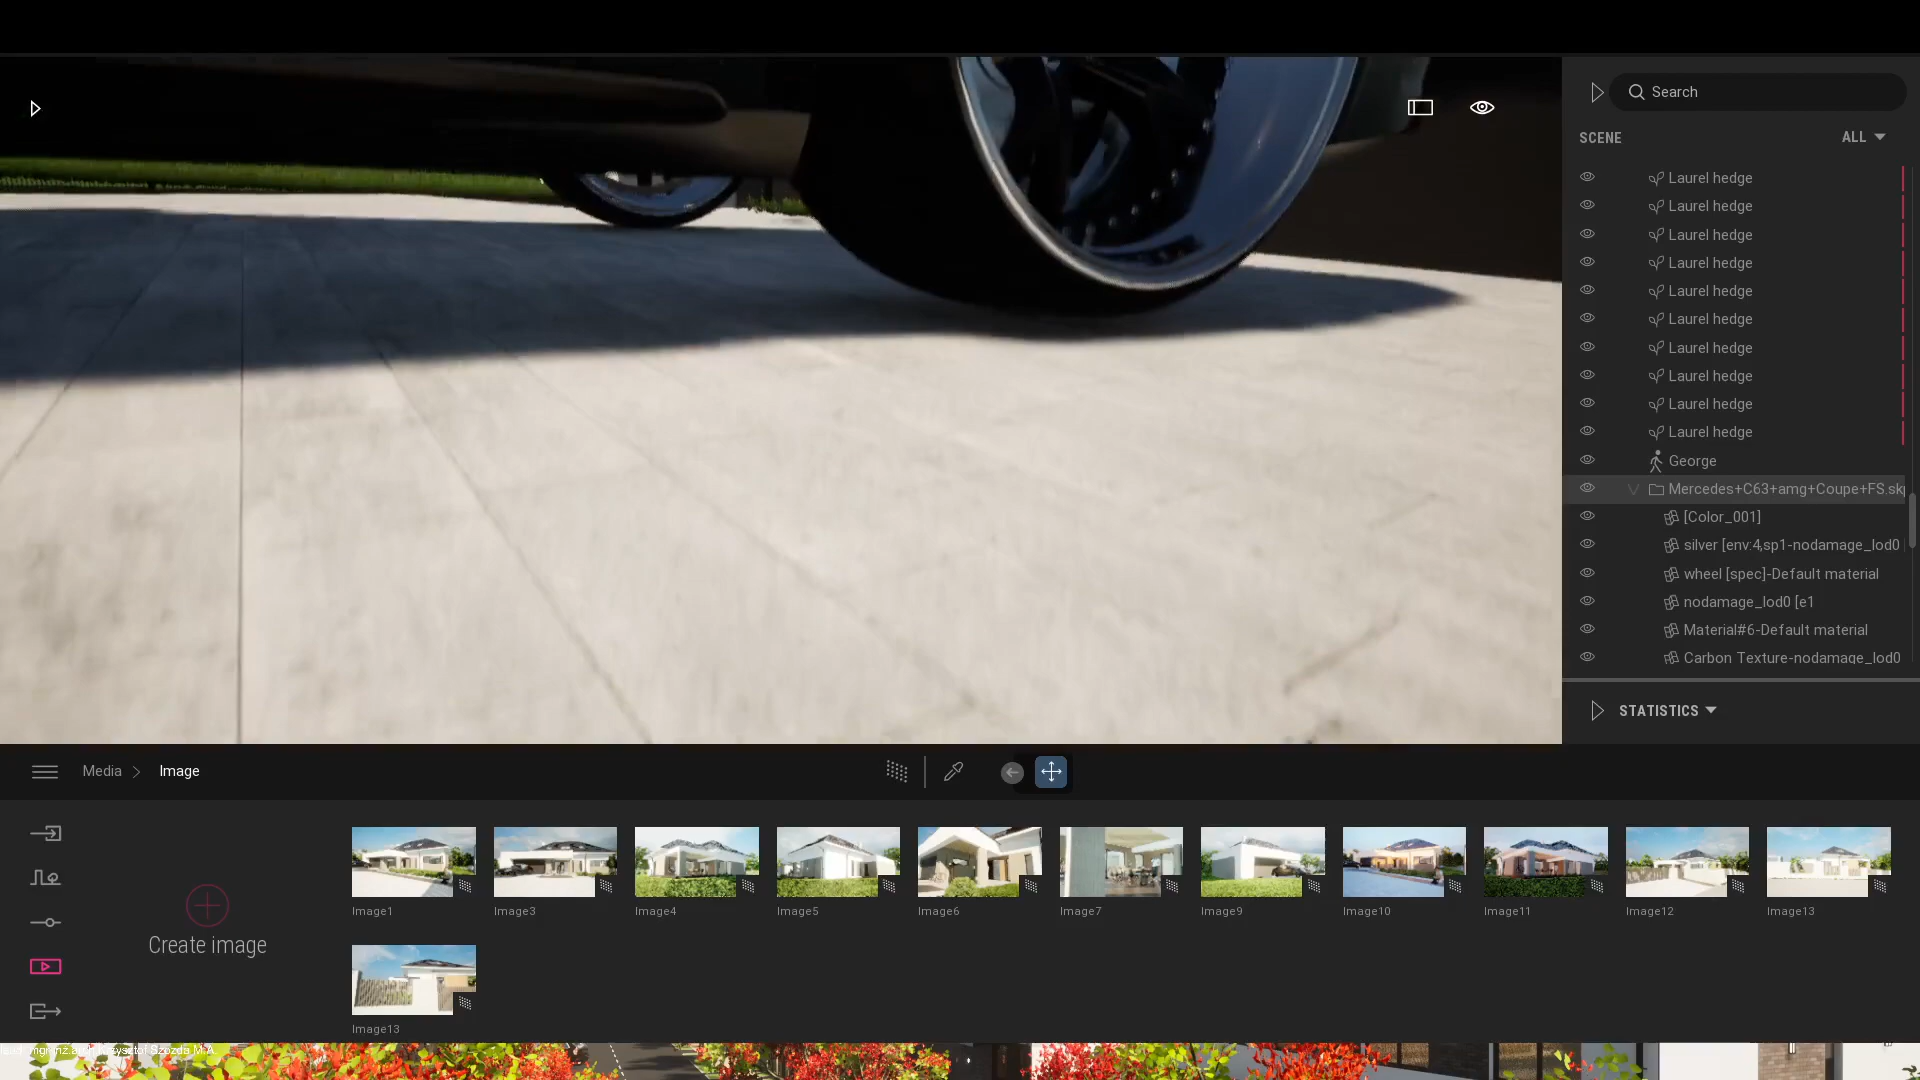 Search
SCENE
ALL
Laurel hedge
Laurel hedge
Laurel hedge
Laurel hedge
Laurel hedge
Laurel hedge
Laurel hedge
Laurel hedge
Laurel hedge
Laurel hedge
George
Mercedes+C63+amg+Coupe+FS.sk
[Color_001]
silver [env:4,sp1-nodamage_lod0
wheel [spec]-Default material
nodamage_lod0 [e1
Material#6-Default material
Carbon Texture-nodamage_lod0
STATISTICS
Media
Image
Create image
Image1
Image3
Image4
Image5
Image6
Image7
Image9
Image10
Image11
Image12
Image13
Image13
Krzysztof Szozda M.A.